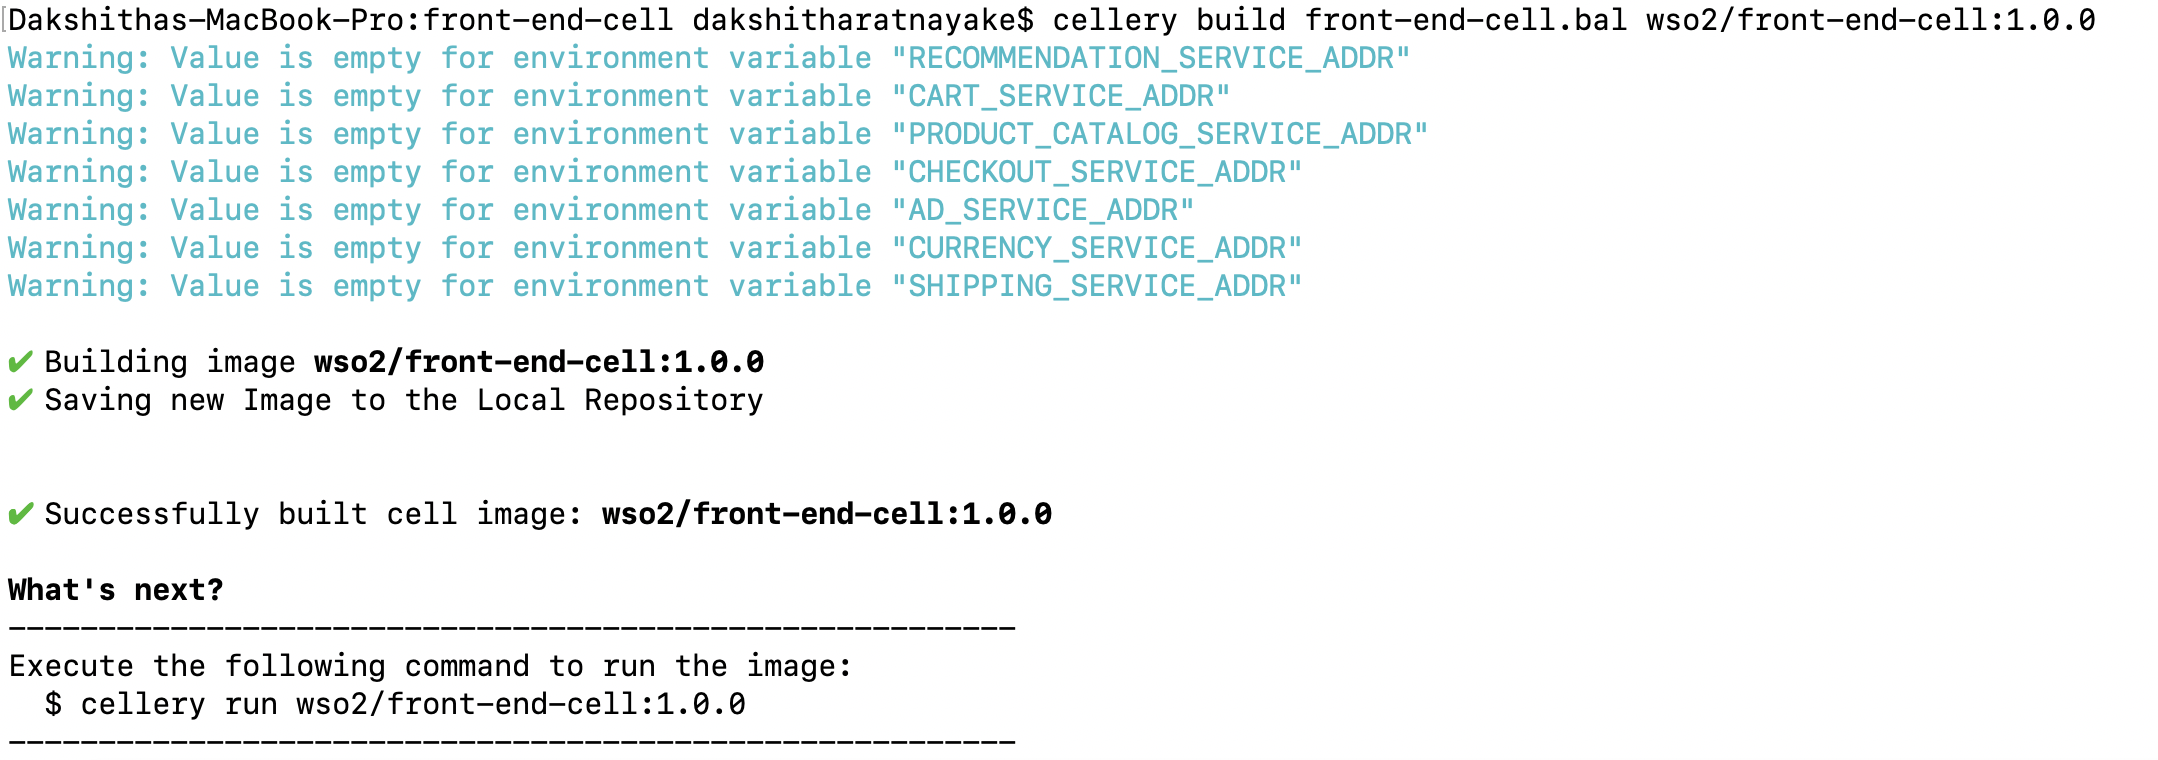 [Dakshithas-MacBook-Pro:front-end-cell dakshitharatnayake$ cellery build front-end-cell.bal wso2/front-end-cell:1.0.0
Warning: Value is empty for environment variable "RECOMMENDATION_SERVICE_ADDR"
Warning: Value is empty for environment variable "CART_SERVICE_ADDR"
Warning: Value is empty for environment variable "PRODUCT_CATALOG_SERVICE_ADDR"
Warning: Value is empty for environment variable "CHECKOUT_SERVICE_ADDR"
Warning: Value is empty for environment variable "AD_SERVICE_ADDR"
Warning: Value is empty for environment variable "CURRENCY_SERVICE_ADDR"
Warning: Value is empty for environment variable "SHIPPING_SERVICE_ADDR"
✔ Building image wso2/front-end-cell:1.0.0
✔ Saving new Image to the Local Repository
✔ Successfully built cell image: wso2/front-end-cell:1.0.0
What's next?
--------------------------------------------------------
Execute the following command to run the image:
  $ cellery run wso2/front-end-cell:1.0.0
--------------------------------------------------------